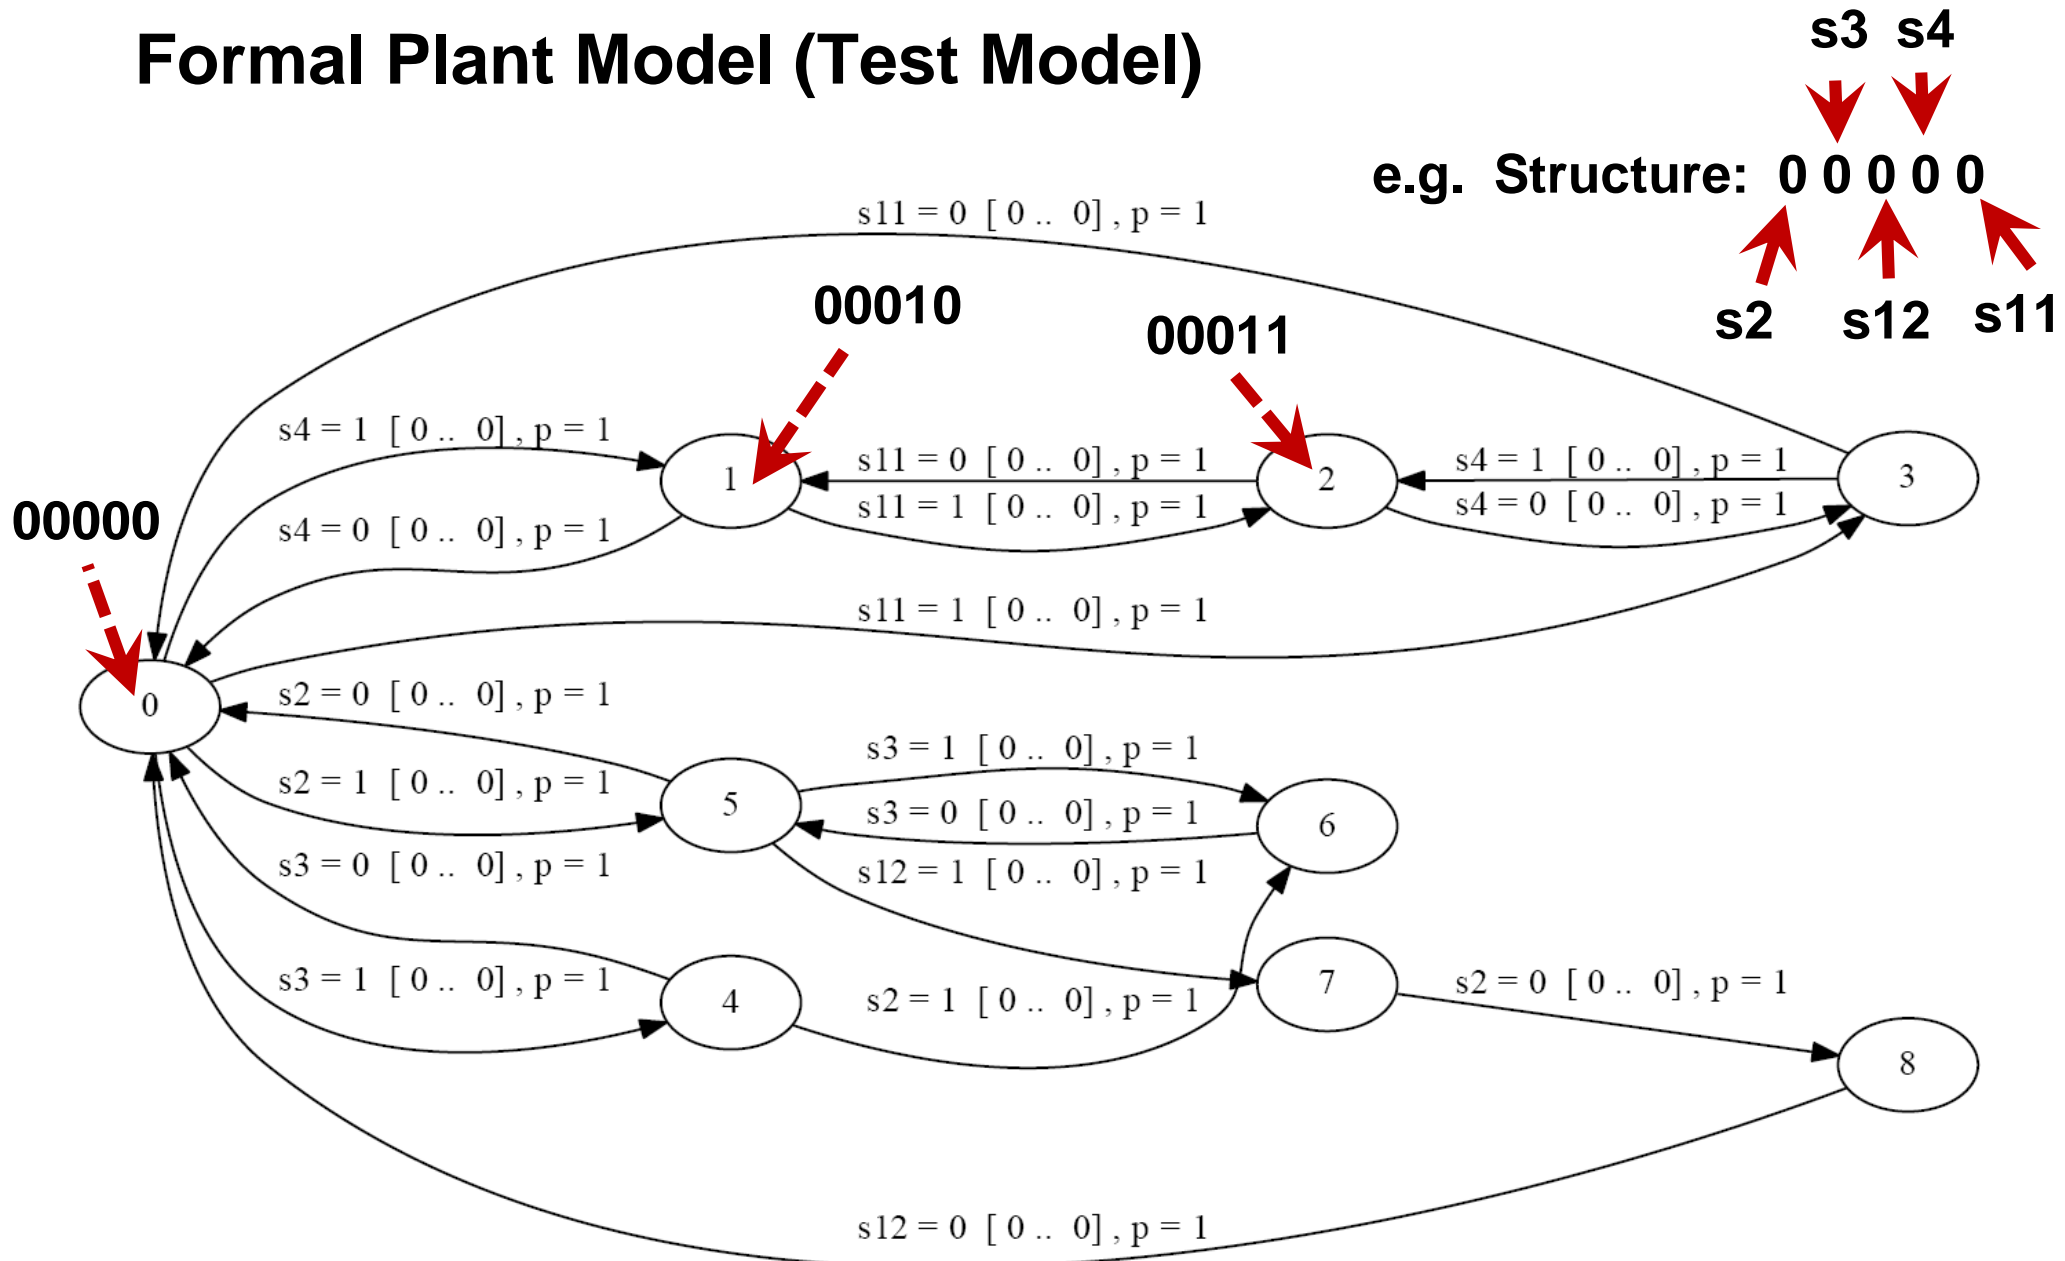 Formal Plant Model (Test Model)
s3 s4
e.g. Structure: 0 0 0 0 0
s2 s12 s11
s11 = 0 [ 0 .. 0] , p = 1
00010
00011
s4 = 1 [ 0 .. 0] , p = 1
s11 = 0 [ 0 .. 0] , p = 1
s4 = 1 [ 0 .. 0] , p = 1
1
2
3
s11 = 1 [ 0 .. 0] , p = 1
s4 = 0 [ 0 .. 0] , p = 1
00000
s4 = 0 [ 0 .. 0] , p = 1
s11 = 1 [ 0 .. 0] , p = 1
0
s2 = 0 [ 0 .. 0] , p = 1
s3 = 1 [ 0 .. 0] , p = 1
s2 = 1 [ 0 .. 0] , p = 1
5
s3 = 0 [ 0 .. 0] , p = 1
6
s3 = 0 [ 0 .. 0] , p = 1
s12 = 1 [ 0 .. 0] , p = 1
s3 = 1 [ 0 .. 0] , p = 1
4
s2 = 1 [ 0 .. 0] , p = 1
7
s2 = 0 [ 0 .. 0] , p = 1
8
s12 = 0 [ 0 .. 0] , p = 1